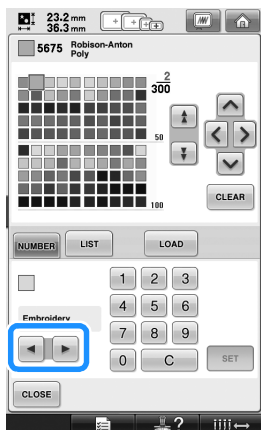 23.2 mm
36.3 mm
5675 Robison-Anton
Poly
2
300
50
100
CLEAR
NUMBER
LIST
LOAD
Embroidery
1 2 3
4 5 6
7 8 9
0 C
SET
CLOSE
?